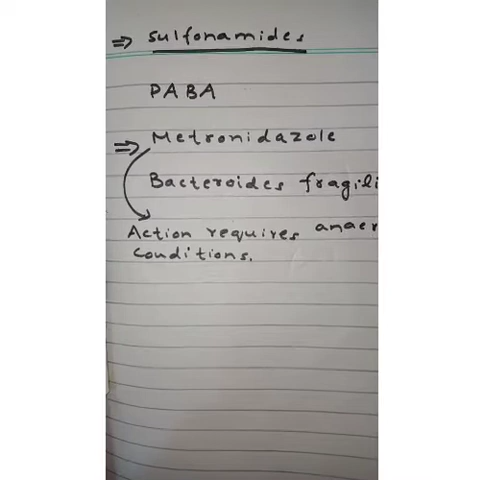 ⇒ sulfonamides
PABA
⇒ Metronidazole
Bacteroides fragili
Action requires anaer
conditions.